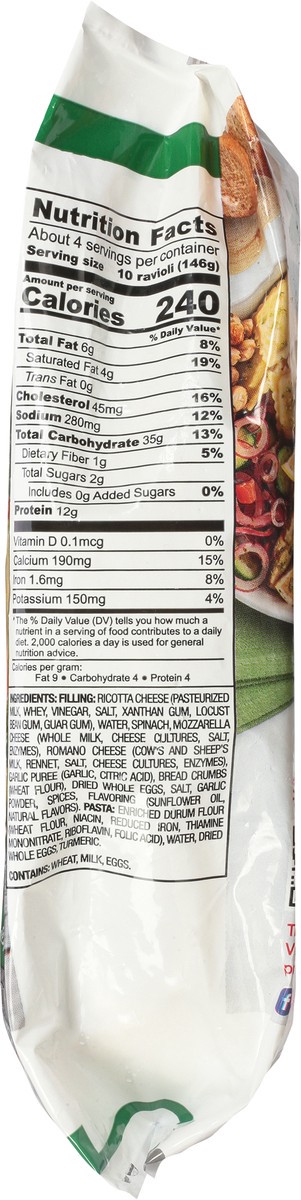 Nutrition Facts
About 4 servings per container
Serving size 10 ravioli (146g)
Amount per serving
Calories 240
% Daily Value*
Total Fat 6g 8%
Saturated Fat 4g 19%
Trans Fat 0g
Cholesterol 45mg 16%
Sodium 280mg 12%
Total Carbohydrate 35g 13%
Dietary Fiber 1g 5%
Total Sugars 2g
Includes 0g Added Sugars 0%
Protein 12g
Vitamin D 0.1mcg 0%
Calcium 190mg 15%
Iron 1.6mg 8%
Potassium 150mg 4%
*The % Daily Value (DV) tells you how much a
nutrient in a serving of food contributes to a daily
diet. 2,000 calories a day is used for general
nutrition advice.
Calories per gram:
Fat 9 • Carbohydrate 4 • Protein 4
INGREDIENTS: FILLING: RICOTTA CHEESE (PASTEURIZED
MILK, WHEY, VINEGAR, SALT, XANTHAN GUM, LOCUST
BEAN GUM, GUAR GUM), WATER, SPINACH, MOZZARELLA
CHEESE (WHOLE MILK, CHEESE CULTURES, SALT,
ENZYMES), ROMANO CHEESE (COW'S AND SHEEP'S
MILK, RENNET, SALT, CHEESE CULTURES, ENZYMES),
GARLIC PUREE (GARLIC, CITRIC ACID), BREAD CRUMBS
(WHEAT FLOUR), DRIED WHOLE EGGS, SALT, GARLIC
POWDER, SPICES, FLAVORING (SUNFLOWER OIL,
NATURAL FLAVORS). PASTA: ENRICHED DURUM FLOUR
(WHEAT FLOUR, NIACIN, REDUCED IRON, THIAMINE
MONONITRATE, RIBOFLAVIN, FOLIC ACID), WATER, DRIED
WHOLE EGGS, TURMERIC.
CONTAINS: WHEAT, MILK, EGGS.